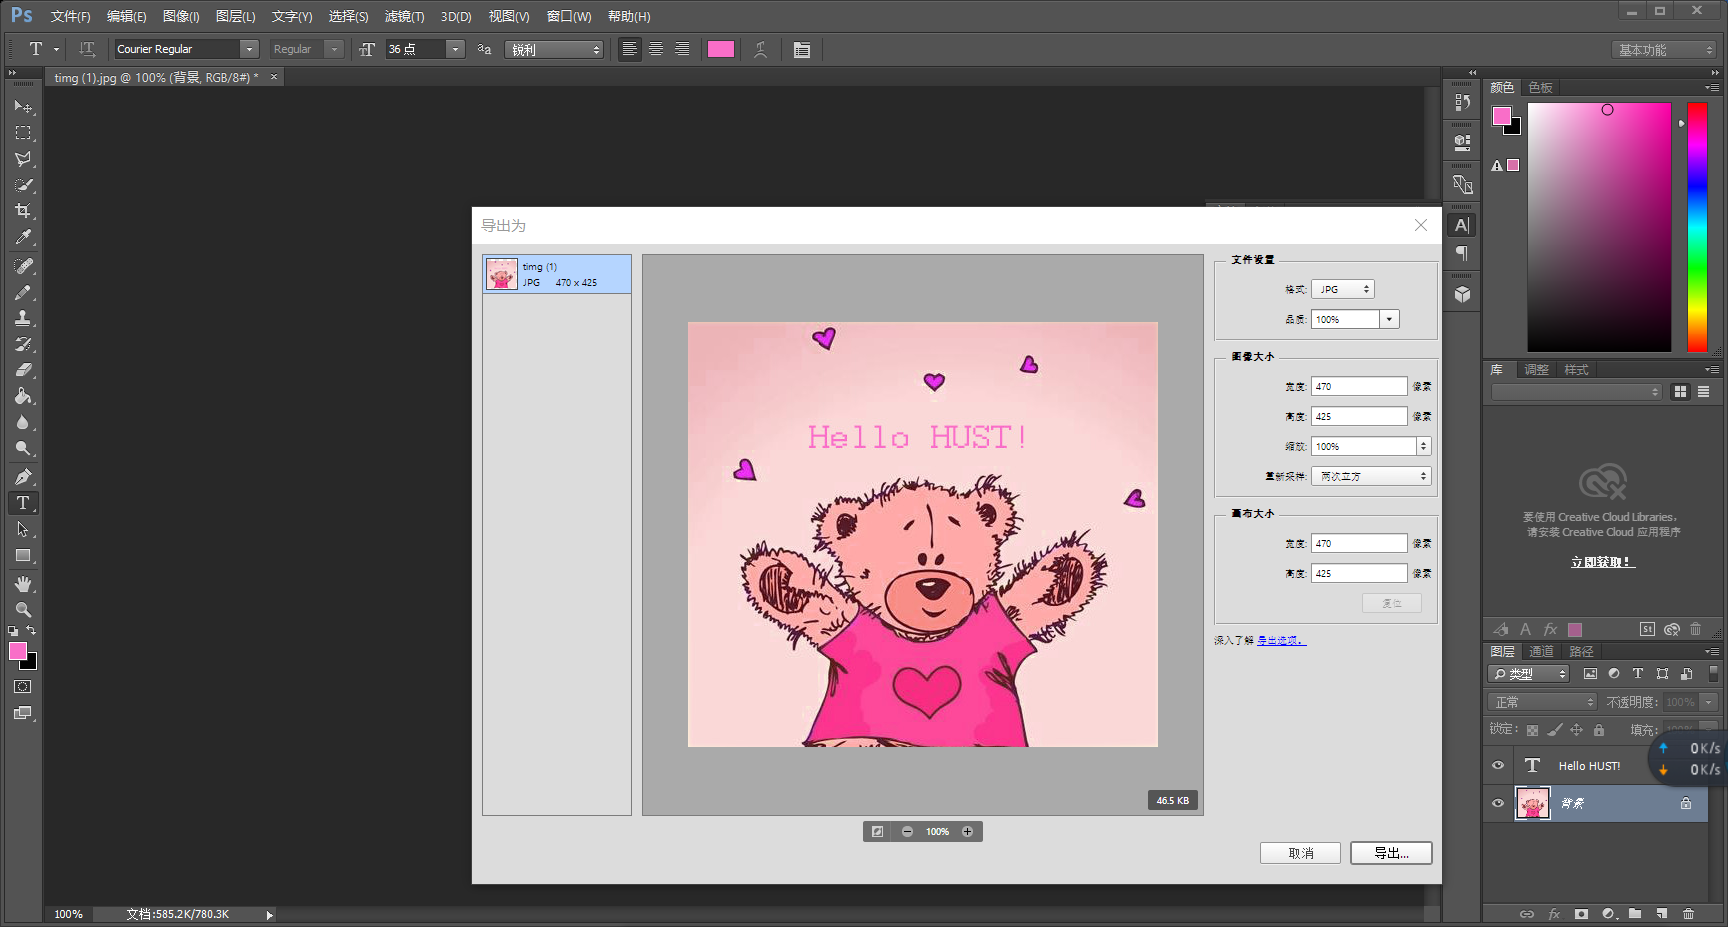 Ps 文件(F) 编辑(E) 图像(I) 图层(L) 文字(Y) 选择(S) 滤镜(T) 3D(D) 视图(V) 窗口(W) 帮助(H)
T Courier Regular Regular 36 点 aa 锐利 基本功能
timg (1).jpg @ 100% (背景, RGB/8#) * ×
颜色 色板
导出为
timg (1)
JPG 470 x 425
Hello HUST!
46.5 KB
100%
文件设置
格式: JPG
品质: 100%
图像大小
宽度: 470 像素
高度: 425 像素
缩放: 100%
重新采样: 两次立方
画布大小
宽度: 470 像素
高度: 425 像素
复位
深入了解 导出选项。
取消 导出...
库 调整 样式
要使用 Creative Cloud Libraries,
请安装 Creative Cloud 应用程序
立即获取!
St
图层 通道 路径
类型
正常 不透明度: 100%
锁定: 填充: 100%
0K/s
0K/s
T Hello HUST!
背景
fx
100% 文档:585.2K/780.3K